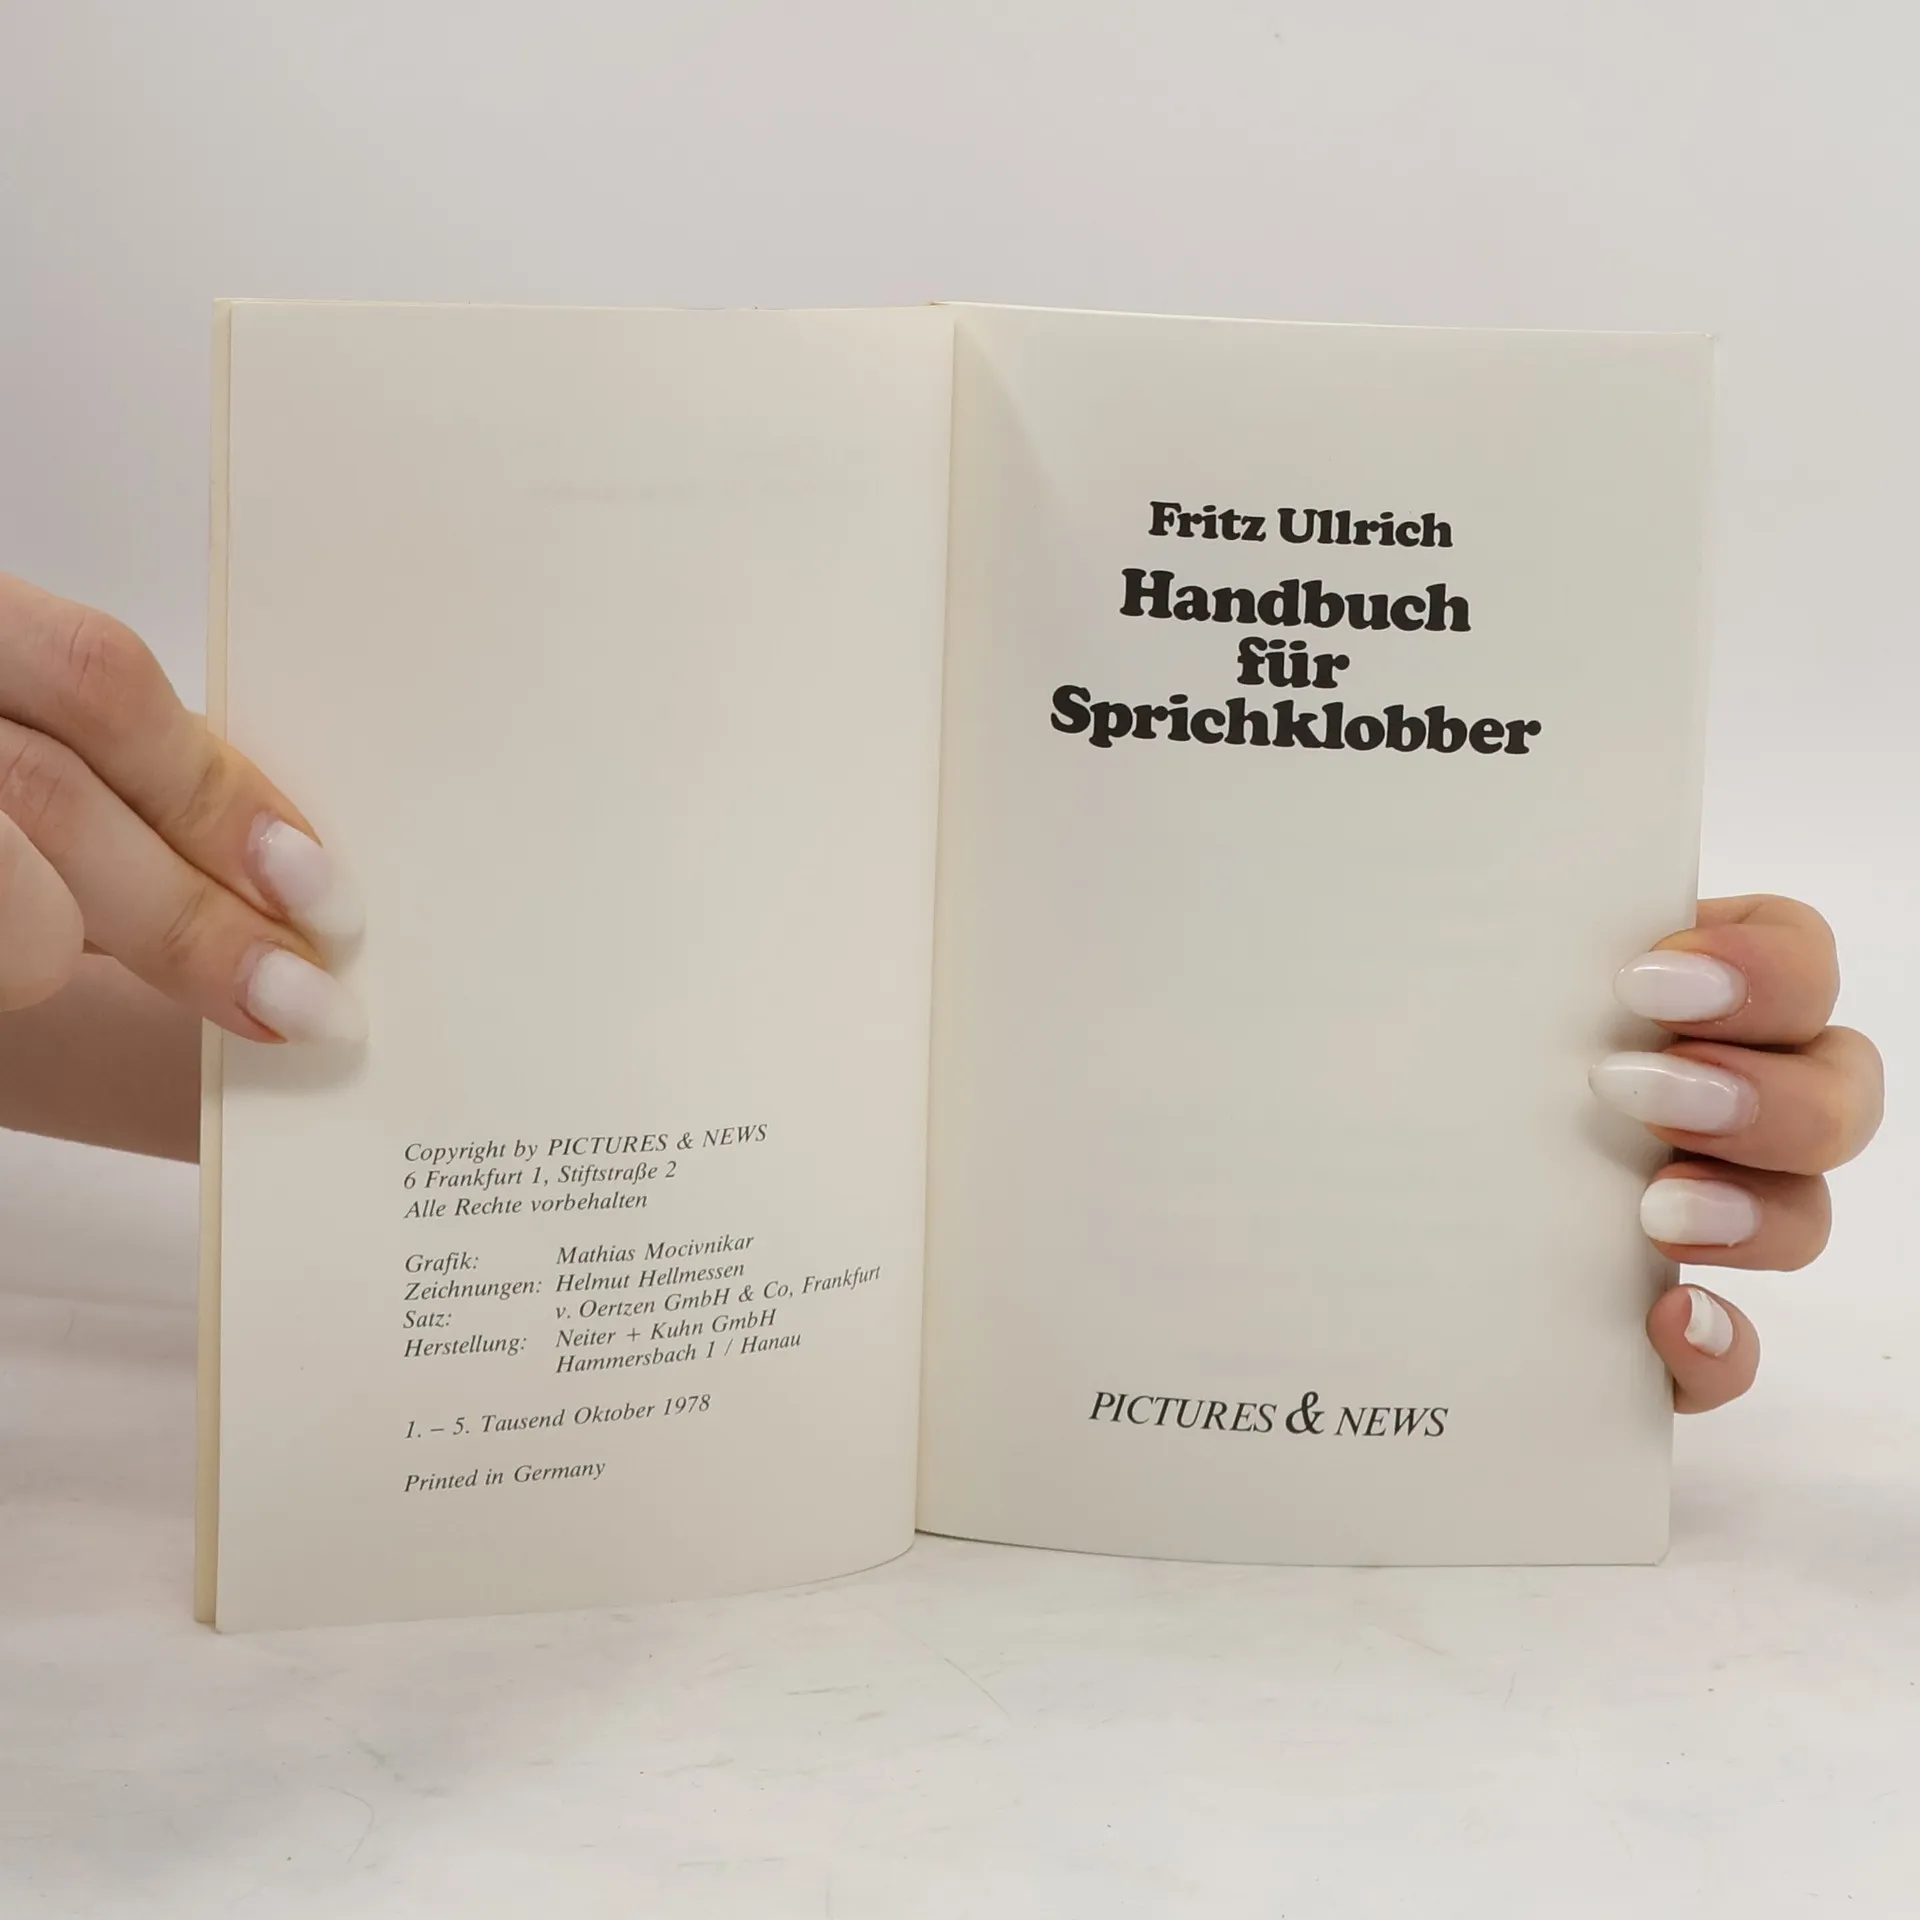 Copyright by PICTURES & NEWS
6 Frankfurt 1, Stiftstraße 2
Alle Rechte vorbehalten
Grafik: Mathias Mocivnikar
Zeichnungen: Helmut Hellmessen
Satz: v. Oertzen GmbH & Co, Frankfurt
Herstellung: Neiter + Kuhn GmbH
Hammersbach 1 / Hanau
1. – 5. Tausend Oktober 1978
Printed in Germany
Fritz Ullrich
Handbuch
für
Sprichklobber
PICTURES & NEWS